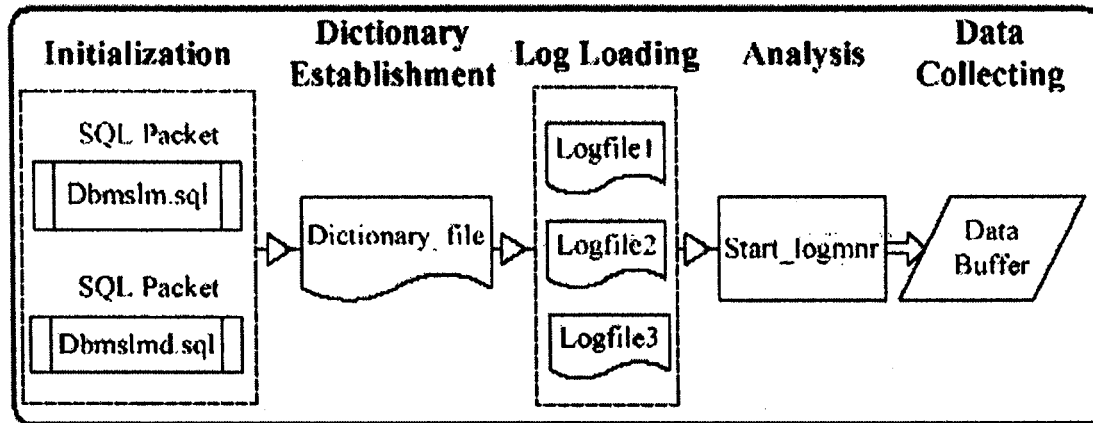 Initialization
Dictionary
Establishment
Log Loading
Analysis
Data
Collecting
SQL Packet
Dbmslm.sql
SQL Packet
Dbmslmd.sql
Dictionary_file
Logfile1
Logfile2
Logfile3
Start_logmnr
Data
Buffer